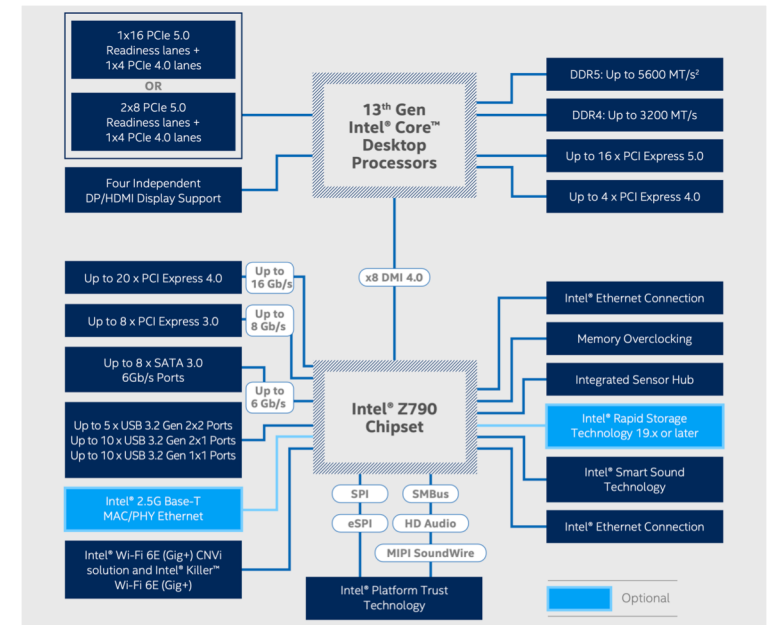 1x16 PCIe 5.0
Readiness lanes +
1x4 PCIe 4.0 lanes
OR
2x8 PCIe 5.0
Readiness lanes +
1x4 PCIe 4.0 lanes
Four Independent
DP/HDMI Display Support
13th Gen
Intel® Core™
Desktop
Processors
DDR5: Up to 5600 MT/s²
DDR4: Up to 3200 MT/s
Up to 16 x PCI Express 5.0
Up to 4 x PCI Express 4.0
x8 DMI 4.0
Up to 20 x PCI Express 4.0
Up to
16 Gb/s
Up to 8 x PCI Express 3.0
Up to
8 Gb/s
Up to 8 x SATA 3.0
6Gb/s Ports
Up to
6 Gb/s
Up to 5 x USB 3.2 Gen 2x2 Ports
Up to 10 x USB 3.2 Gen 2x1 Ports
Up to 10 x USB 3.2 Gen 1x1 Ports
Intel® 2.5G Base-T
MAC/PHY Ethernet
Intel® Wi-Fi 6E (Gig+) CNVi
solution and Intel® Killer™
Wi-Fi 6E (Gig+)
Intel® Z790
Chipset
Intel® Ethernet Connection
Memory Overclocking
Integrated Sensor Hub
Intel® Rapid Storage
Technology 19.x or later
Intel® Smart Sound
Technology
Intel® Ethernet Connection
SPI
SMBus
eSPI
HD Audio
MIPI SoundWire
Intel® Platform Trust
Technology
Optional